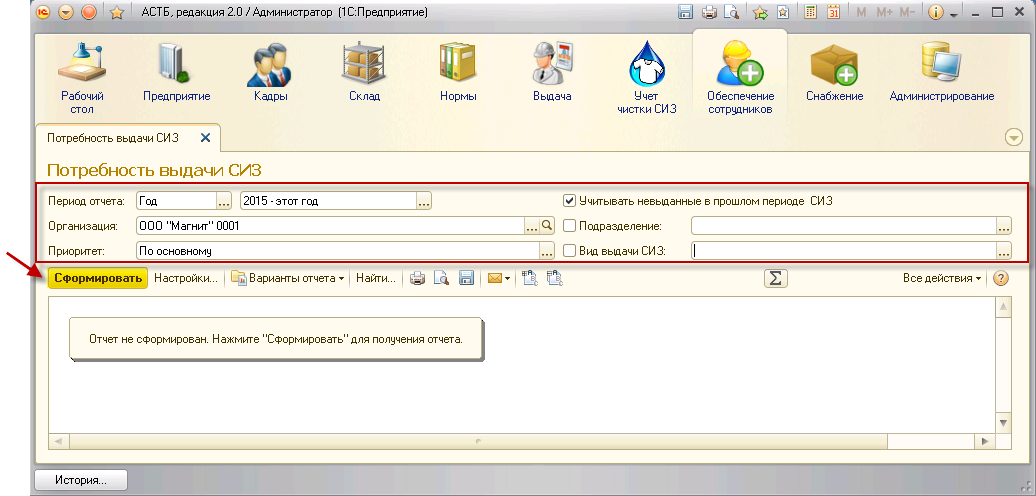 АСТБ, редакция 2.0 / Администратор (1С:Предприятие)
M M+ M-
Рабочий стол
Предприятие
Кадры
Склад
Нормы
Выдача
Учет чистки СИЗ
Обеспечение сотрудников
Снабжение
Администрирование
Потребность выдачи СИЗ
Потребность выдачи СИЗ
Период отчета: Год ... 2015 - этот год ... Учитывать невыданные в прошлом периоде СИЗ
Организация: ООО "Магнит" 0001 ... Подразделение: ...
Приоритет: По основному ... Вид выдачи СИЗ: ...
Сформировать Настройки... Варианты отчета Найти... Σ Все действия ?
Отчет не сформирован. Нажмите "Сформировать" для получения отчета.
История...